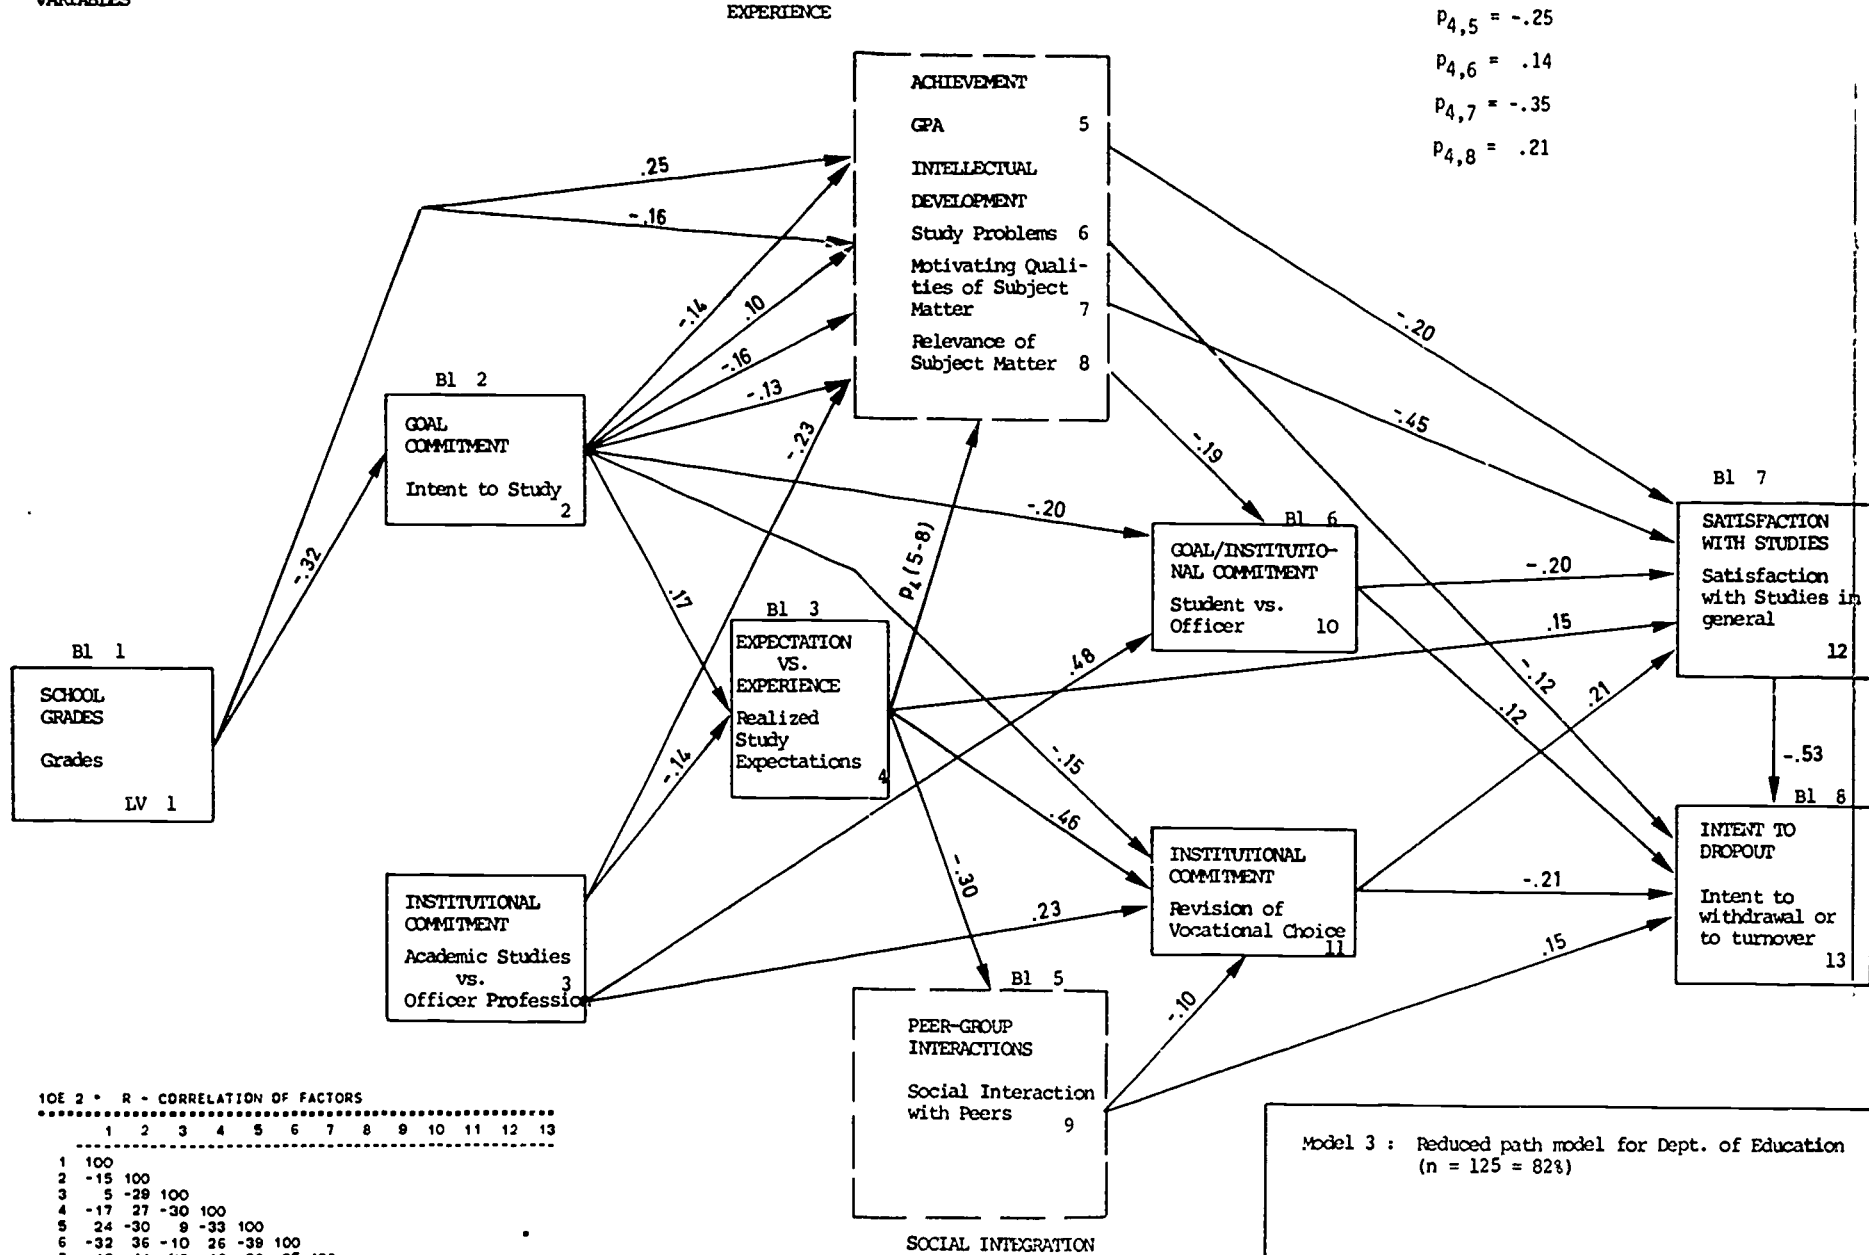 VARIABLES
EXPERIENCE
p4,5 = -.25
p4,6 = .14
p4,7 = -.35
p4,8 = .21
ACHIEVEMENT
GPA 5
INTELLECTUAL
DEVELOPMENT
Study Problems 6
Motivating Quali-
ties of Subject
Matter 7
Relevance of
Subject Matter 8
.25
-.16
-.14
.10
-.16
-.13
-.23
-.20
-.45
-.19
Bl 2
GOAL
COMMITMENT
Intent to Study
2
-.32
.17
-.20
p4(5-8)
Bl 6
GOAL/INSTITUTIO-
NAL COMMITMENT
Student vs.
Officer 10
Bl 7
SATISFACTION
WITH STUDIES
Satisfaction
with Studies in
general
12
-.20
.15
Bl 3
EXPECTATION
VS.
EXPERIENCE
Realized
Study
Expectations 4
.48
-.12
.12
.21
Bl 1
SCHOOL
GRADES
Grades
LV 1
-.14
-.15
.46
-.30
-.53
Bl 8
INTENT TO
DROPOUT
Intent to
withdrawal or
to turnover
13
INSTITUTIONAL
COMMITMENT
Academic Studies
vs. 3
Officer Profession
.23
INSTITUTIONAL
COMMITMENT
Revision of
Vocational Choice
11
-.21
.15
-.10
Bl 5
PEER-GROUP
INTERACTIONS
Social Interaction
with Peers 9
SOCIAL INTEGRATION
10E 2 * R - CORRELATION OF FACTORS
1 2 3 4 5 6 7 8 9 10 11 12 13
1 100
2 -15 100
3 5 -29 100
4 -17 27 -30 100
5 24 -30 9 -33 100
6 -32 36 -10 26 -39 100
Model 3 : Reduced path model for Dept. of Education
(n = 125 = 82%)